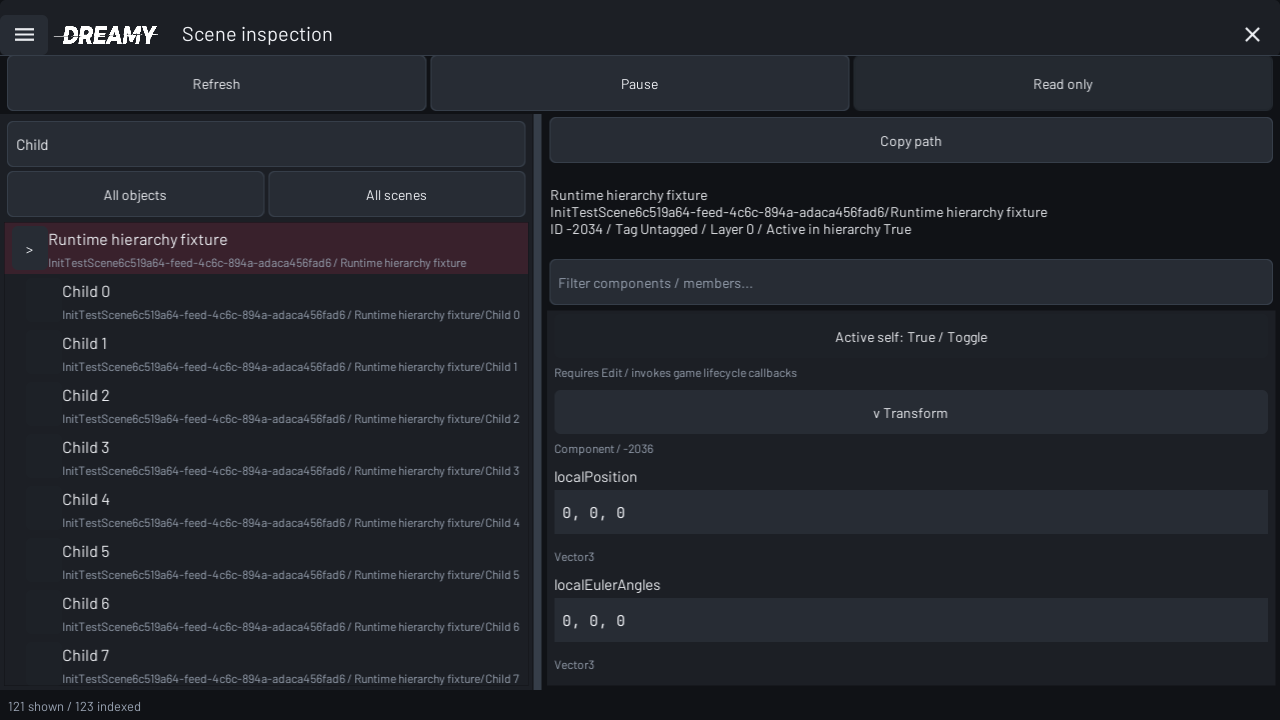 DREAMY Scene inspection
Refresh
Pause
Read only
Child
All objects
All scenes
> Runtime hierarchy fixture
InitTestScene6c519a64-feed-4c6c-894a-adaca456fad6 / Runtime hierarchy fixture
Child 0
InitTestScene6c519a64-feed-4c6c-894a-adaca456fad6 / Runtime hierarchy fixture/Child 0
Child 1
InitTestScene6c519a64-feed-4c6c-894a-adaca456fad6 / Runtime hierarchy fixture/Child 1
Child 2
InitTestScene6c519a64-feed-4c6c-894a-adaca456fad6 / Runtime hierarchy fixture/Child 2
Child 3
InitTestScene6c519a64-feed-4c6c-894a-adaca456fad6 / Runtime hierarchy fixture/Child 3
Child 4
InitTestScene6c519a64-feed-4c6c-894a-adaca456fad6 / Runtime hierarchy fixture/Child 4
Child 5
InitTestScene6c519a64-feed-4c6c-894a-adaca456fad6 / Runtime hierarchy fixture/Child 5
Child 6
InitTestScene6c519a64-feed-4c6c-894a-adaca456fad6 / Runtime hierarchy fixture/Child 6
Child 7
InitTestScene6c519a64-feed-4c6c-894a-adaca456fad6 / Runtime hierarchy fixture/Child 7
Copy path
Runtime hierarchy fixture
InitTestScene6c519a64-feed-4c6c-894a-adaca456fad6/Runtime hierarchy fixture
ID -2034 / Tag Untagged / Layer 0 / Active in hierarchy True
Filter components / members...
Active self: True / Toggle
Requires Edit / invokes game lifecycle callbacks
v Transform
Component / -2036
localPosition
0, 0, 0
Vector3
localEulerAngles
0, 0, 0
Vector3
121 shown / 123 indexed